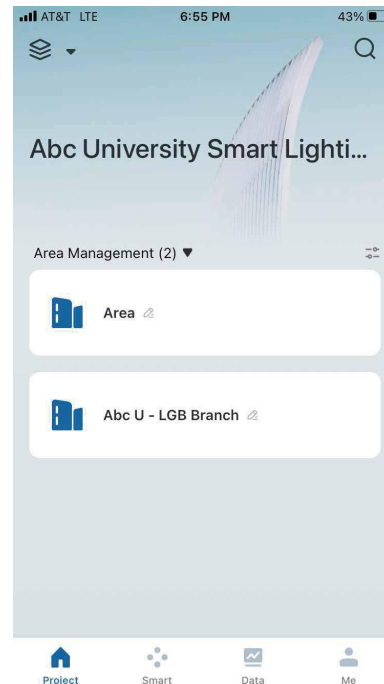 AT&T LTE 6:55 PM 43%
Abc University Smart Lighti...
Area Management (2) ▼
Area
Abc U - LGB Branch
Project Smart Data Me